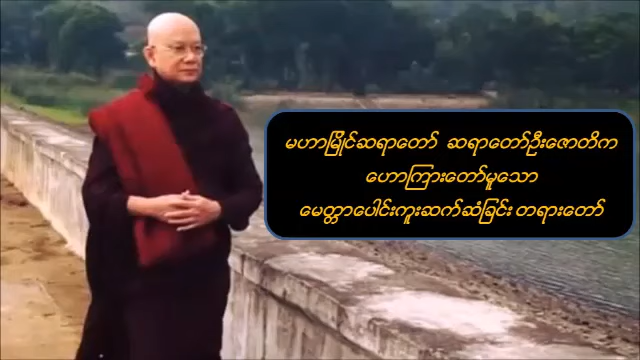 မဟာမြိုင်ဆရာတော် ဆရာတော်ဦးဇောတိက
ဟောကြားတော်မူသော
မေတ္တာပေါင်းကူးဆက်ဆံခြင်း တရားတော်